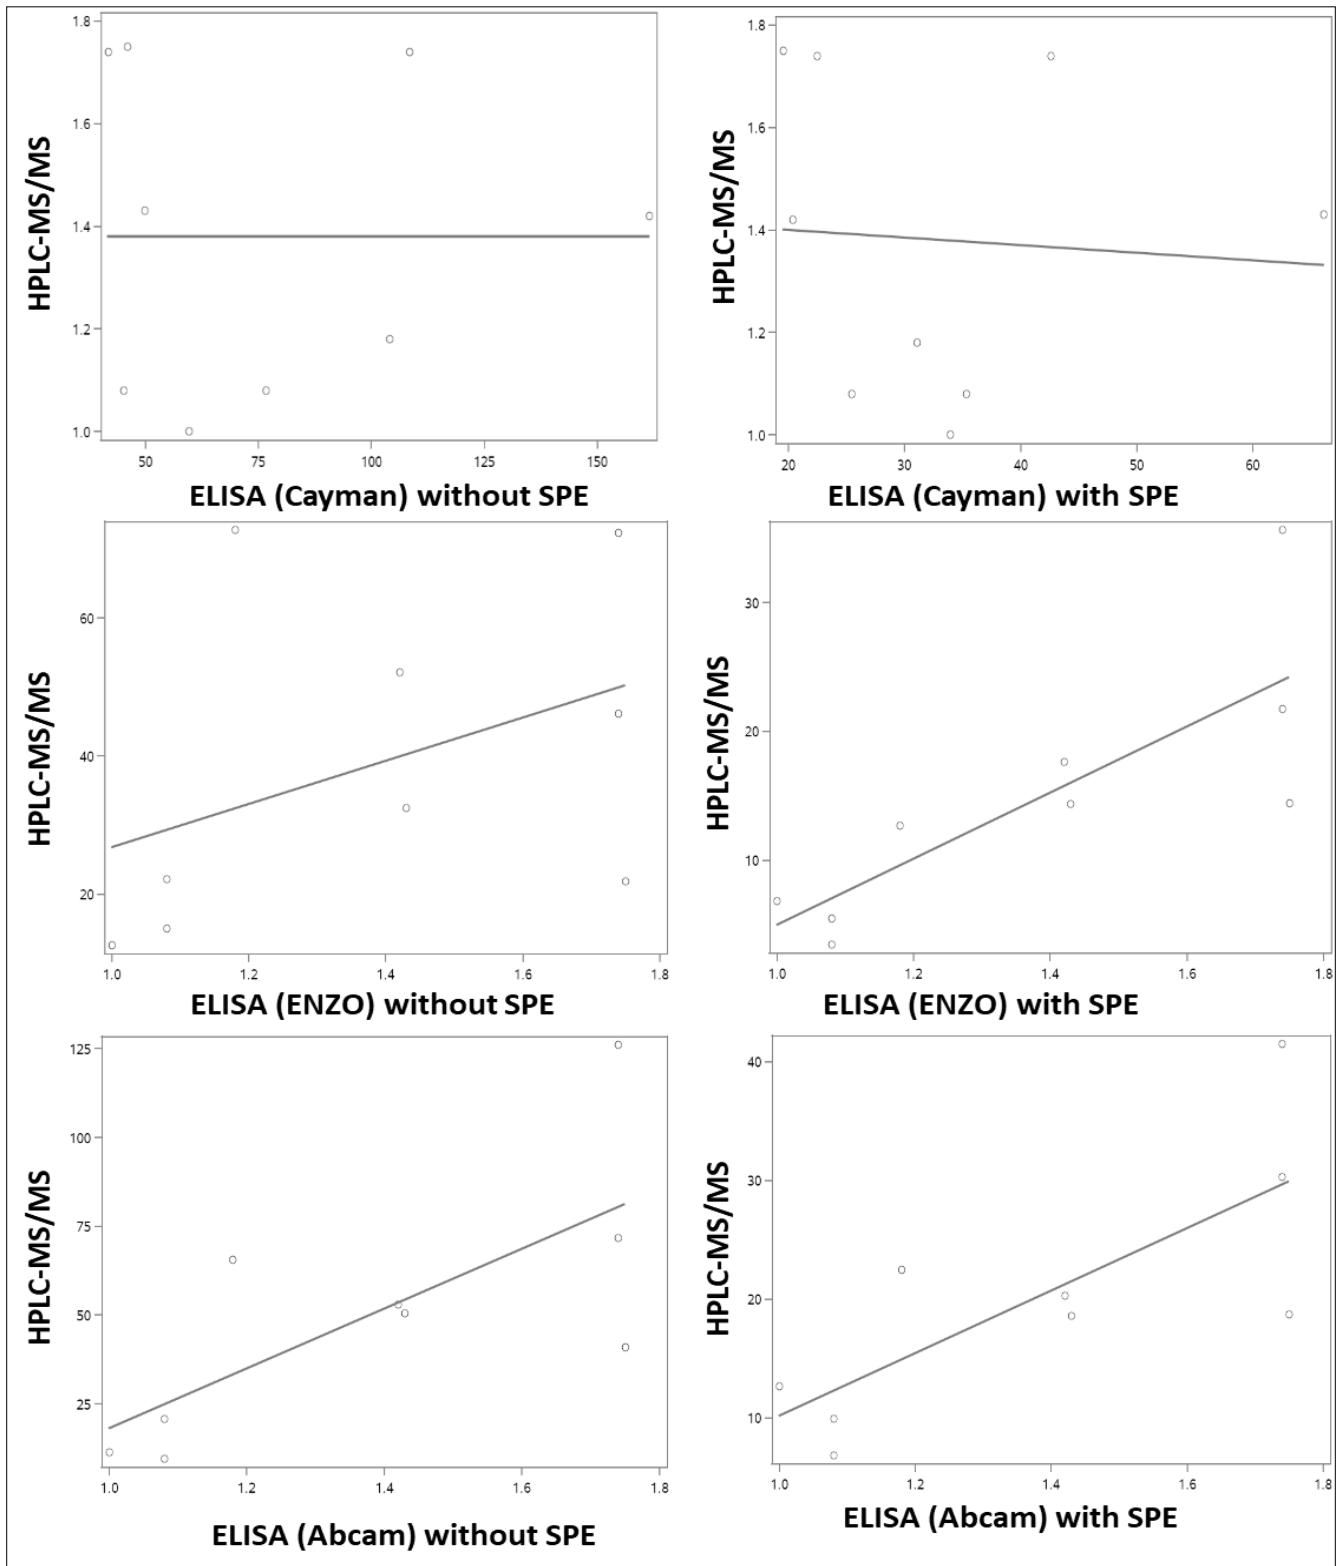 HPLC-MS/MS
1.8
1.6
1.4
1.2
1.0
50 75 100 125 150
ELISA (Cayman) without SPE
HPLC-MS/MS
1.8
1.6
1.4
1.2
1.0
20 30 40 50 60
ELISA (Cayman) with SPE
HPLC-MS/MS
60
40
20
1.0 1.2 1.4 1.6 1.8
ELISA (ENZO) without SPE
HPLC-MS/MS
30
20
10
1.0 1.2 1.4 1.6 1.8
ELISA (ENZO) with SPE
HPLC-MS/MS
125
100
75
50
25
1.0 1.2 1.4 1.6 1.8
ELISA (Abcam) without SPE
HPLC-MS/MS
40
30
20
10
1.0 1.2 1.4 1.6 1.8
ELISA (Abcam) with SPE